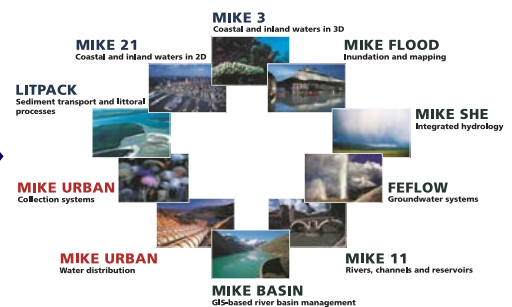 MIKE 3
Coastal and inland waters in 3D
MIKE 21
Coastal and inland waters in 2D
MIKE FLOOD
Inundation and mapping
LITPACK
Sediment transport and littoral
processes
MIKE SHE
Integrated hydrology
MIKE URBAN
Collection systems
FEFLOW
Groundwater systems
MIKE URBAN
Water distribution
MIKE 11
Rivers, channels and reservoirs
MIKE BASIN
GIS-based river basin management